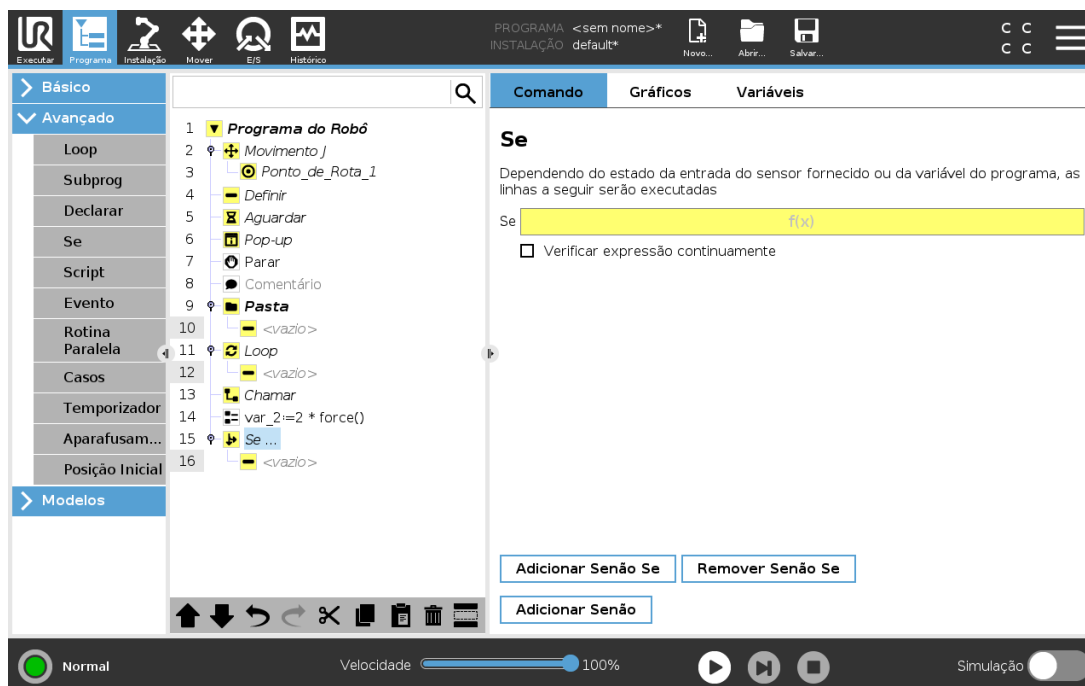 PROGRAMA <sem nome>*
INSTALAÇÃO default*
UR
Executar
Programa
Instalação
Mover
E/S
Histórico
Novo...
Abrir...
Salvar...
C C
C C
Básico
Avançado
Loop
Subprog
Declarar
Se
Script
Evento
Rotina
Paralela
Casos
Temporizador
Aparafusam...
Posição Inicial
Modelos
1 Programa do Robô
2 Movimento J
3 Ponto_de_Rota_1
4 Definir
5 Aguardar
6 Pop-up
7 Parar
8 Comentário
9 Pasta
10 <vazio>
11 Loop
12 <vazio>
13 Chamar
14 var_2:=2 * force()
15 Se ...
16 <vazio>
Comando
Gráficos
Variáveis
Se
Dependendo do estado da entrada do sensor fornecido ou da variável do programa, as
linhas a seguir serão executadas
Se f(x)
Verificar expressão continuamente
Adicionar Senão Se
Remover Senão Se
Adicionar Senão
Normal
Velocidade 100%
Simulação